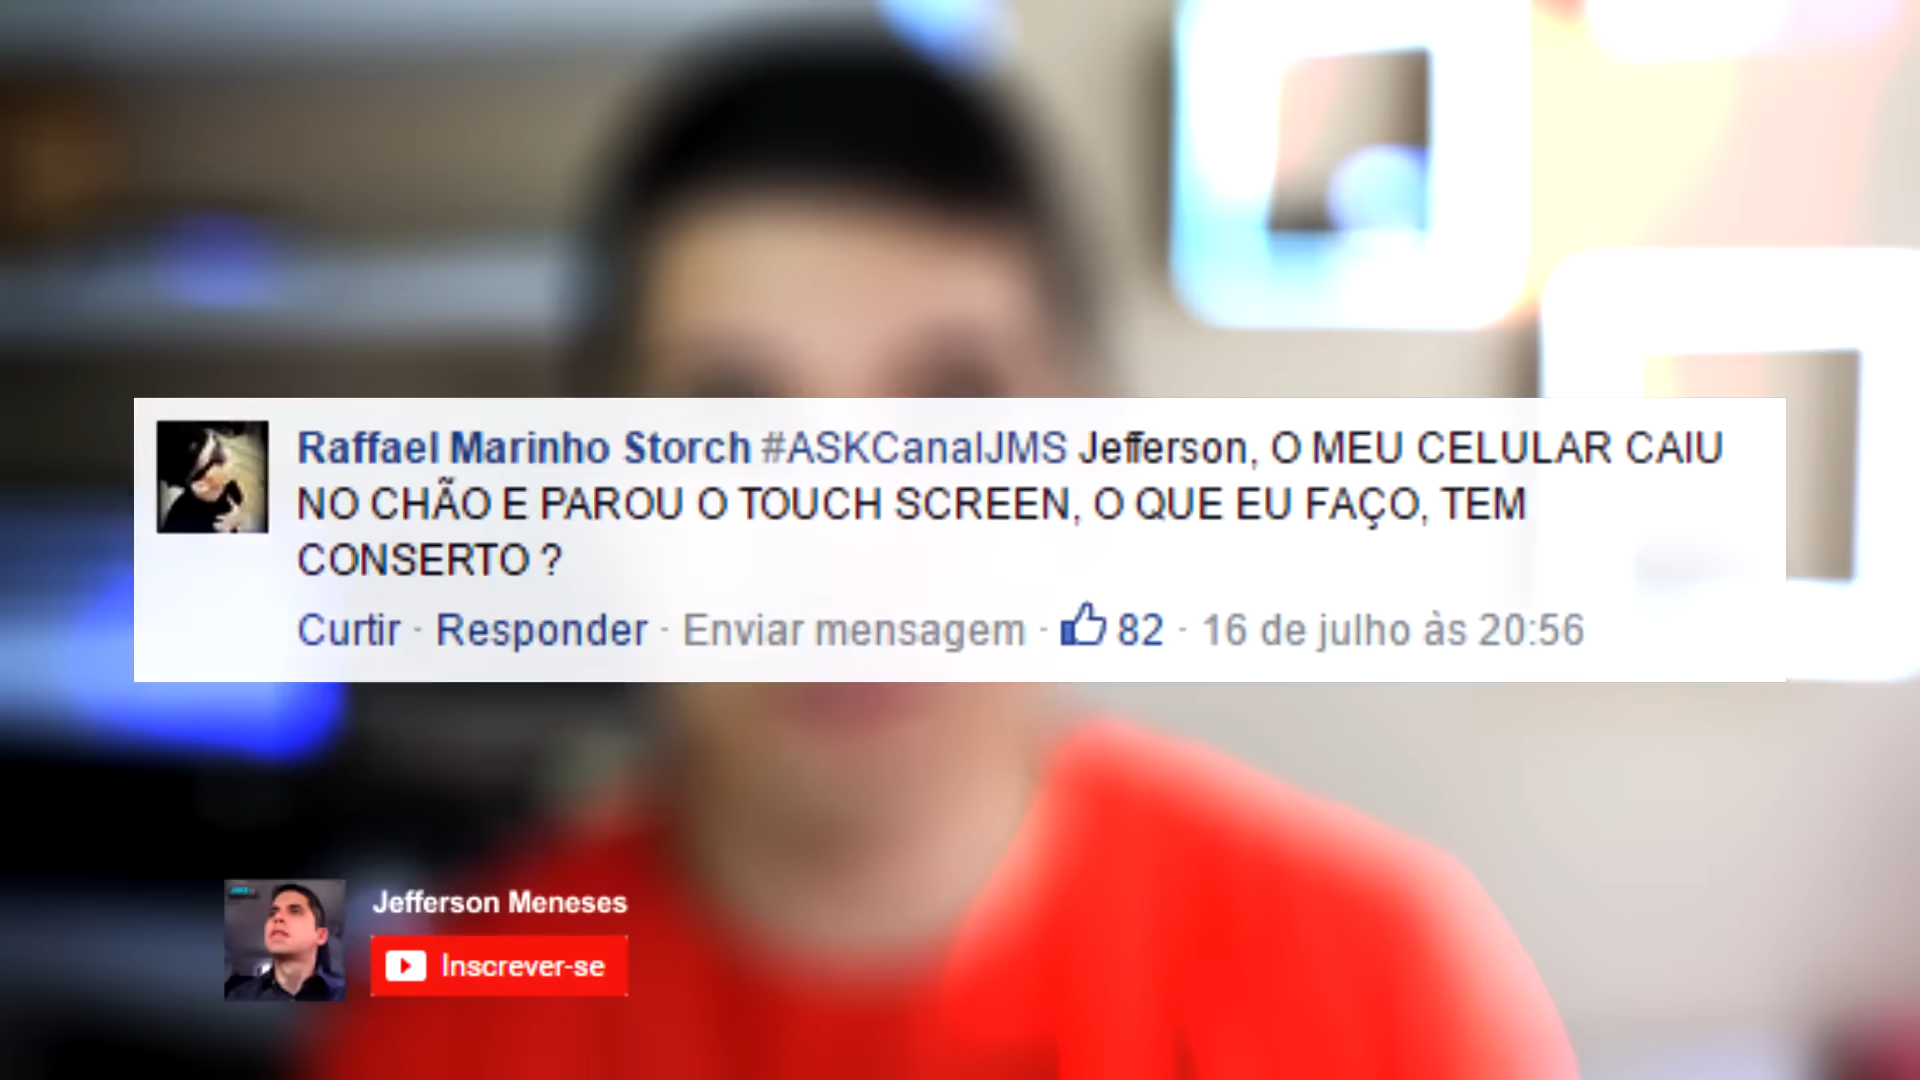 Raffael Marinho Storch #ASKCanalJMS Jefferson, O MEU CELULAR CAIU
NO CHÃO E PAROU O TOUCH SCREEN, O QUE EU FAÇO, TEM
CONSERTO ?
Curtir · Responder · Enviar mensagem · 82 · 16 de julho às 20:56
Jefferson Meneses
Inscrever-se